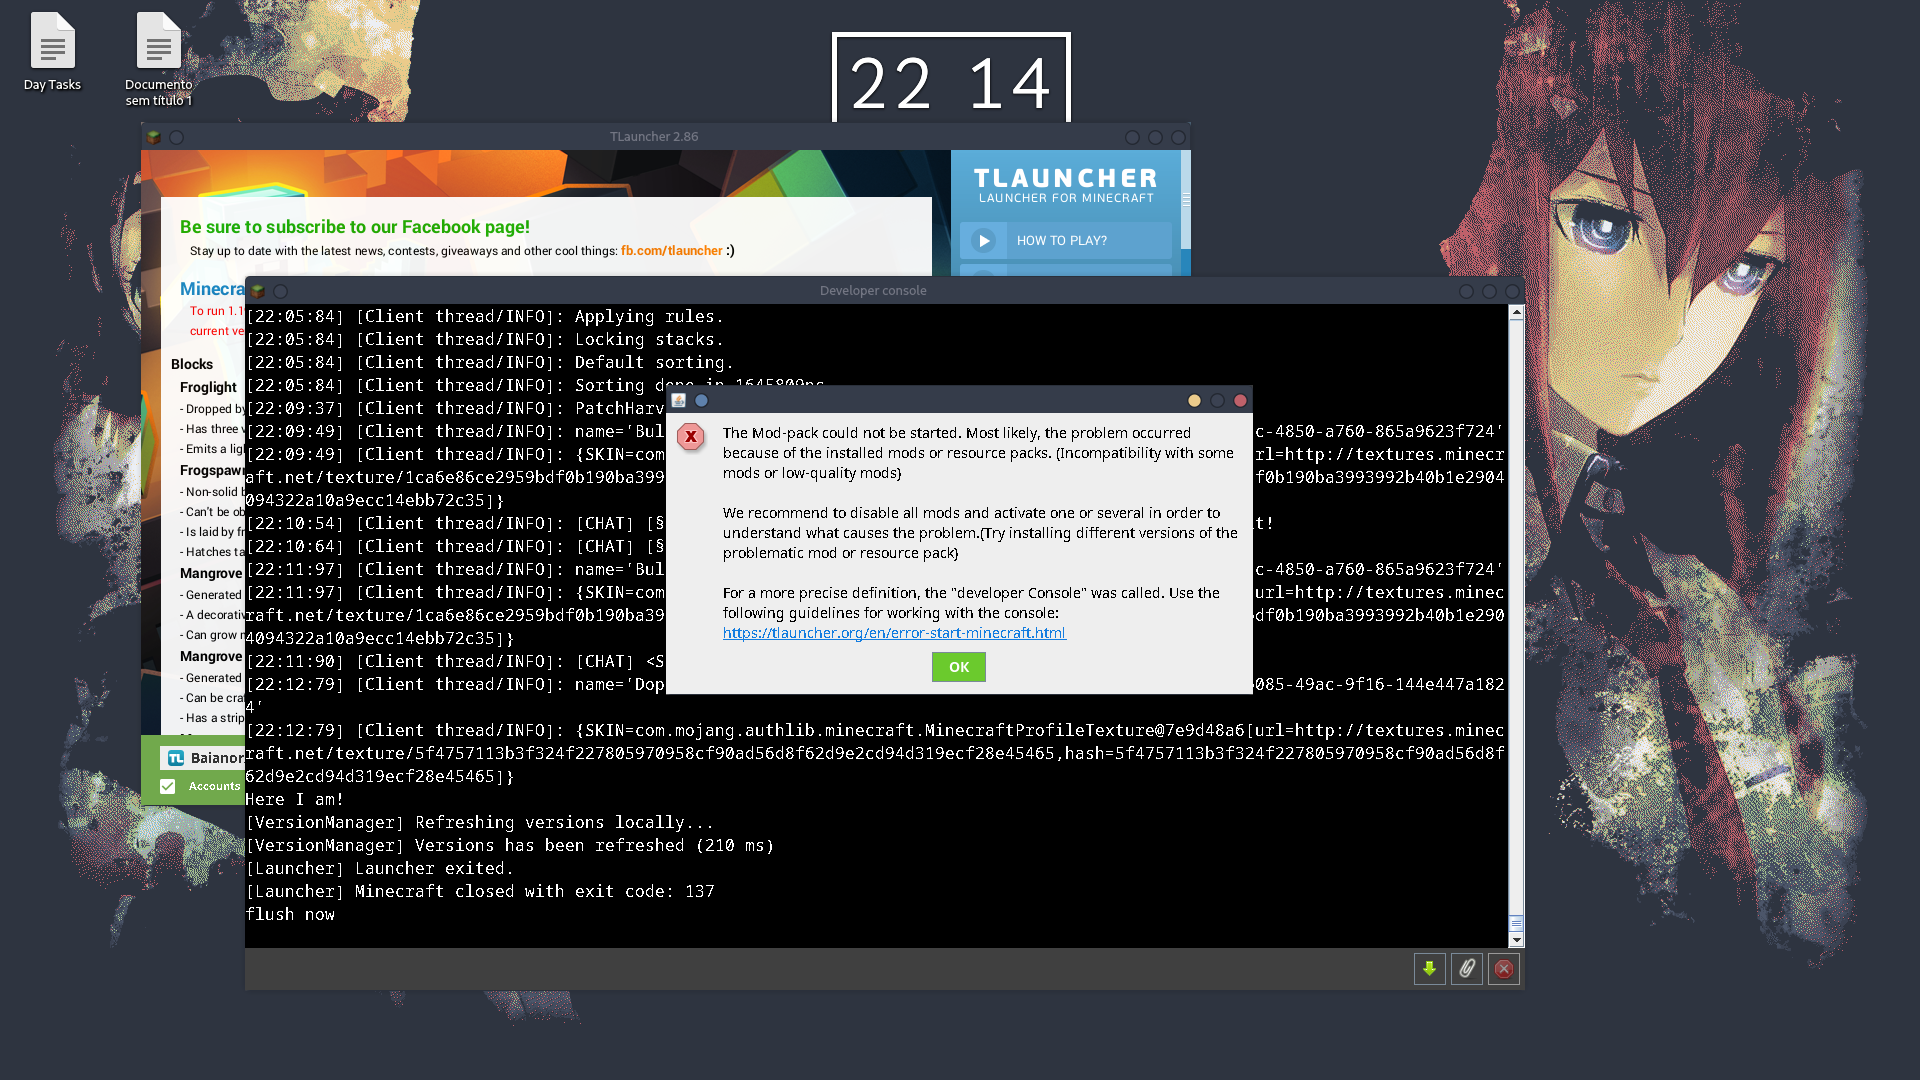 Day Tasks
Documento
sem título 1
22 14
TLauncher 2.86
TLAUNCHER
LAUNCHER FOR MINECRAFT
HOW TO PLAY?
Be sure to subscribe to our Facebook page!
Stay up to date with the latest news, contests, giveaways and other cool things: fb.com/tlauncher :)
Minecra
To run 1.1
current ve
Blocks
Froglight
- Dropped by
- Has three v
- Emits a lig
Frogspawn
- Non-solid b
- Can't be ob
- Is laid by fr
- Hatches ta
Mangrove
- Generated
- A decorativ
- Can grow
Mangrove
- Generated
- Can be craf
- Has a strip
Baianor
Accounts
Developer console
[22:05:84] [Client thread/INFO]: Applying rules.
[22:05:84] [Client thread/INFO]: Locking stacks.
[22:05:84] [Client thread/INFO]: Default sorting.
[22:05:84] [Client thread/INFO]: Sorting done in 1645809ns
[22:09:37] [Client thread/INFO]: PatchHarv
[22:09:49] [Client thread/INFO]: name='Bul c-4850-a760-865a9623f724'
[22:09:49] [Client thread/INFO]: {SKIN=com url=http://textures.minecr
aft.net/texture/1ca6e86ce2959bdf0b190ba399 f0b190ba3993992b40b1e2904
094322a10a9ecc14ebb72c35]}
[22:10:54] [Client thread/INFO]: [CHAT] [§ t!
[22:10:64] [Client thread/INFO]: [CHAT] [§
[22:11:97] [Client thread/INFO]: name='Bul c-4850-a760-865a9623f724'
[22:11:97] [Client thread/INFO]: {SKIN=com url=http://textures.minec
raft.net/texture/1ca6e86ce2959bdf0b190ba39 df0b190ba3993992b40b1e290
4094322a10a9ecc14ebb72c35]}
[22:11:90] [Client thread/INFO]: [CHAT] <S
[22:12:79] [Client thread/INFO]: name='Dop 085-49ac-9f16-144e447a182
4'
[22:12:79] [Client thread/INFO]: {SKIN=com.mojang.authlib.minecraft.MinecraftProfileTexture@7e9d48a6[url=http://textures.minec
raft.net/texture/5f4757113b3f324f227805970958cf90ad56d8f62d9e2cd94d319ecf28e45465,hash=5f4757113b3f324f227805970958cf90ad56d8f
62d9e2cd94d319ecf28e45465]}
Here I am!
[VersionManager] Refreshing versions locally...
[VersionManager] Versions has been refreshed (210 ms)
[Launcher] Launcher exited.
[Launcher] Minecraft closed with exit code: 137
flush now
The Mod-pack could not be started. Most likely, the problem occurred
because of the installed mods or resource packs. (Incompatibility with some
mods or low-quality mods)
We recommend to disable all mods and activate one or several in order to
understand what causes the problem.(Try installing different versions of the
problematic mod or resource pack)
For a more precise definition, the "developer Console" was called. Use the
following guidelines for working with the console:
https://tlauncher.org/en/error-start-minecraft.html
OK